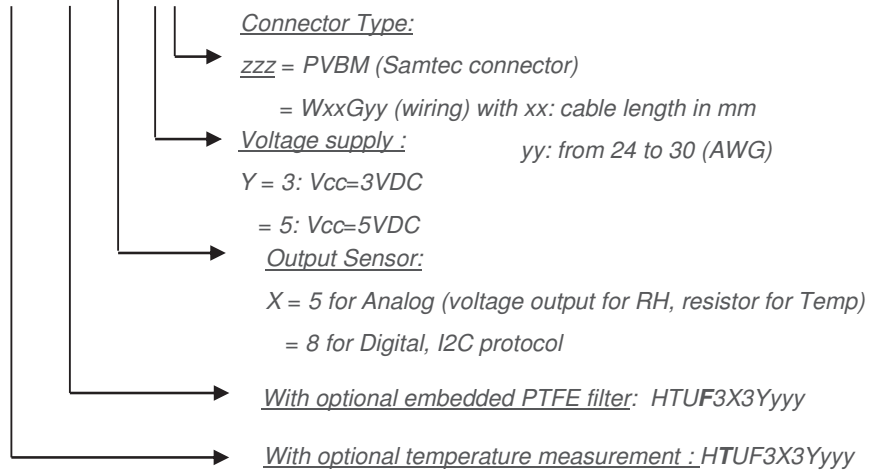 Connector Type:
zzz = PVBM (Samtec connector)
= WxxGyy (wiring) with xx: cable length in mm
Voltage supply :
yy: from 24 to 30 (AWG)
Y = 3: Vcc=3VDC
= 5: Vcc=5VDC
Output Sensor:
X = 5 for Analog (voltage output for RH, resistor for Temp)
= 8 for Digital, I2C protocol
With optional embedded PTFE filter: HTUF3X3Yyyy
With optional temperature measurement : HTUF3X3Yyyy